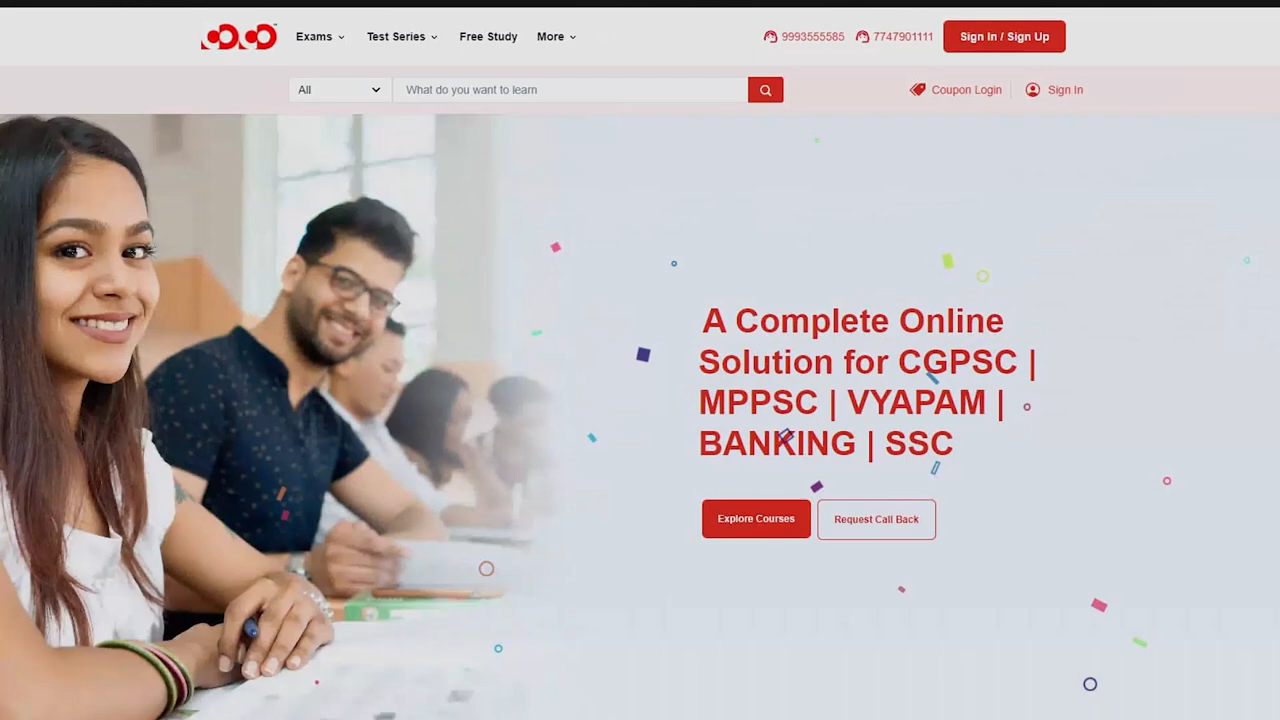 Exams
Test Series
Free Study
More
9993555585
7747901111
Sign In / Sign Up
All
What do you want to learn
Coupon Login
Sign In
A Complete Online
Solution for CGPSC |
MPPSC | VYAPAM |
BANKING | SSC
Explore Courses
Request Call Back